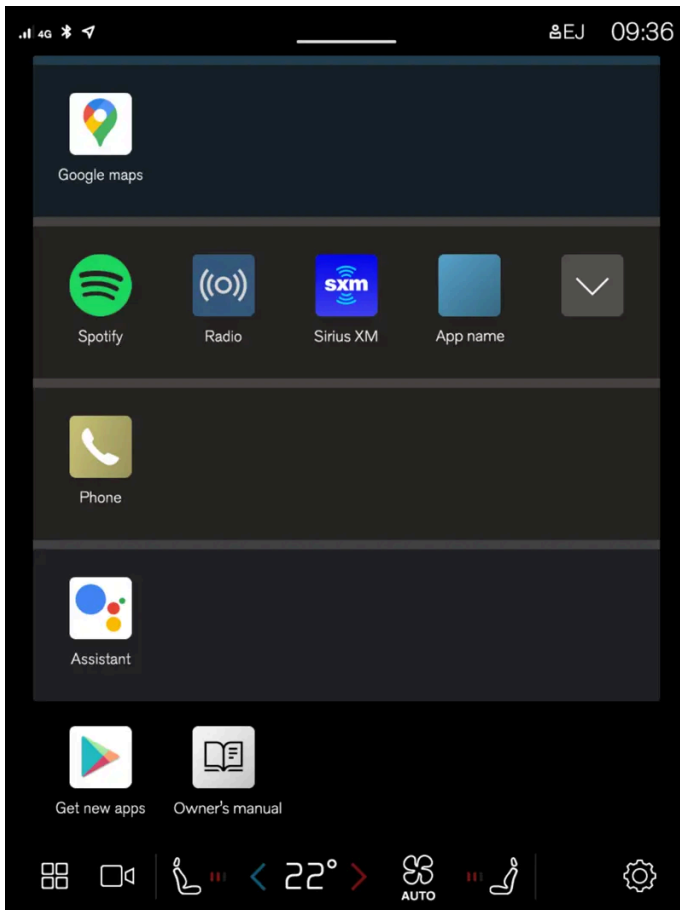 4G EJ 09:36
Google maps
sxm
Spotify Radio Sirius XM App name
Phone
Assistant
Get new apps Owner's manual
22°
AUTO